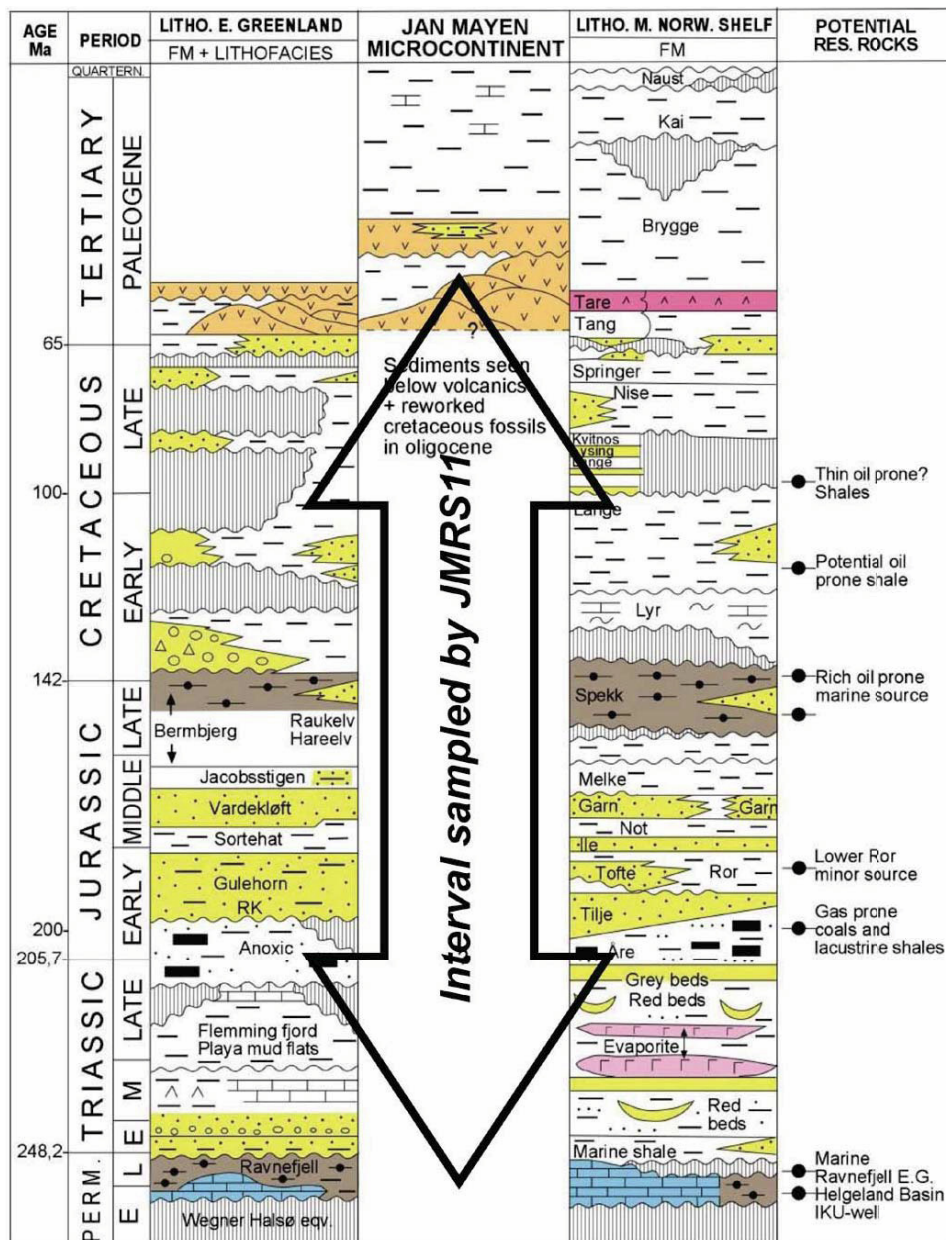 AGE
Ma
PERIOD
LITHO. E. GREENLAND
FM + LITHOFACIES
JAN MAYEN
MICROCONTINENT
LITHO. M. NORW. SHELF
FM
POTENTIAL
RES. ROCKS
QUARTERN.
TERTIARY
PALEOGENE
65
CRETACEOUS
LATE
100
EARLY
142
JURASSIC
LATE
MIDDLE
EARLY
200
205,7
TRIASSIC
LATE
M
E
248,2
PERM.
L
E
Bermbjerg
Raukelv
Hareelv
Jacobsstigen
Vardekløft
Sortehat
Gulehorn
RK
Anoxic
Flemming fjord
Playa mud flats
Ravnefjell
Wegner Halsø eqv.
?
Sediments seen
below volcanics
+ reworked
cretaceous fossils
in oligocene
Interval sampled by JMRS11
Naust
Kai
Brygge
Tare
Tang
Springer
Nise
Kvitnos
Lysing
Lange
Lange
Lyr
Spekk
Melke
Garn
Garn
Not
Ile
Tofte
Ror
Tilje
Åre
Grey beds
Red beds
Evaporite
Red
beds
Marine shale
Thin oil prone?
Shales
Potential oil
prone shale
Rich oil prone
marine source
Lower Ror
minor source
Gas prone
coals and
lacustrire shales
Marine
Ravnefjell E.G.
Helgeland Basin
IKU-well